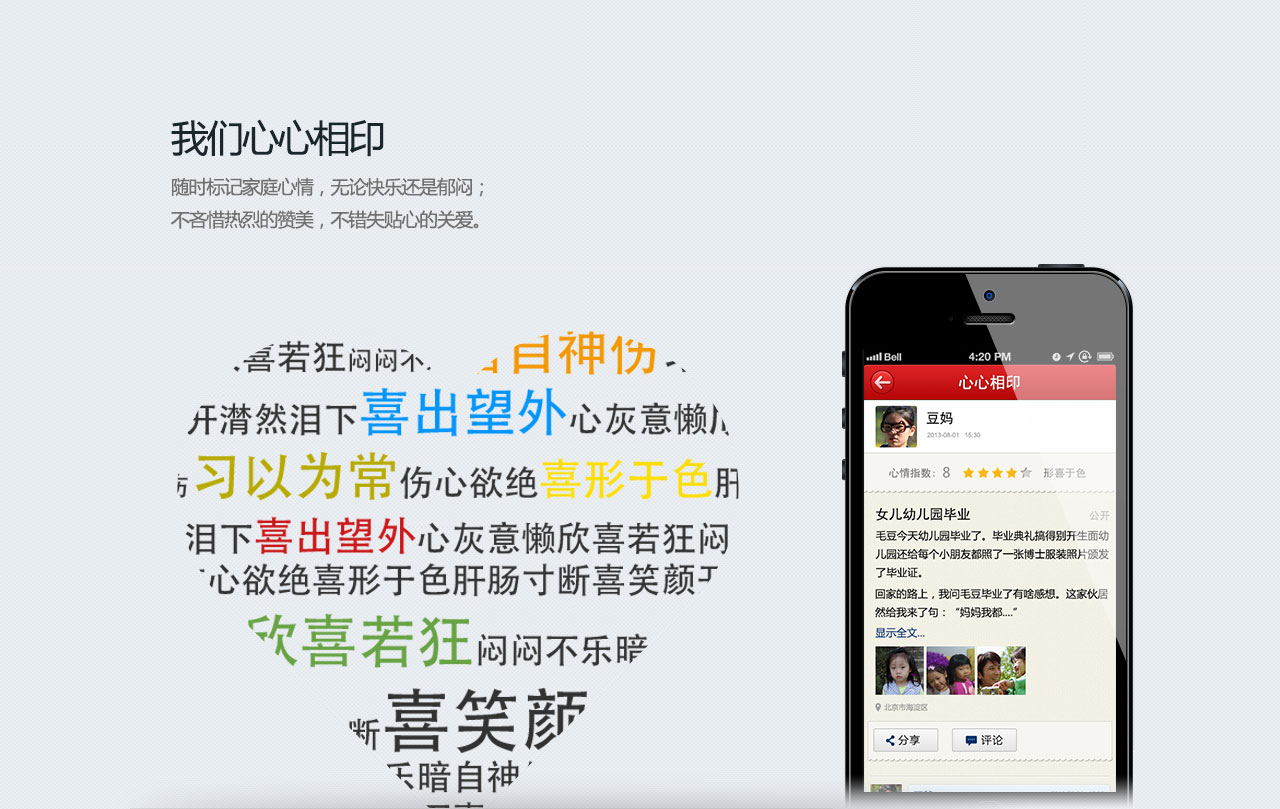 我们心心相印
随时标记家庭心情，无论快乐还是郁闷；
不吝惜热烈的赞美，不错失贴心的关爱。
喜若狂闷闷不
自神伤
潸然泪下喜出望外心灰意懒
习以为常伤心欲绝喜形于色肝
泪下喜出望外心灰意懒欣喜若狂闷
心欲绝喜形于色肝肠寸断喜笑颜
欣喜若狂闷闷不乐暗
断喜笑颜
乐暗自神
Bell
4:20 PM
心心相印
豆妈
2013-08-01 15:30
心情指数：8
形喜于色
女儿幼儿园毕业
公开
毛豆今天幼儿园毕业了。毕业典礼搞得别开生面幼
儿园还给每个小朋友都照了一张博士服装照片颁发
了毕业证。
回家的路上，我问毛豆毕业了有啥感想。这家伙居
然给我来了句：“妈妈我都....”
显示全文...
北京市海淀区
分享
评论